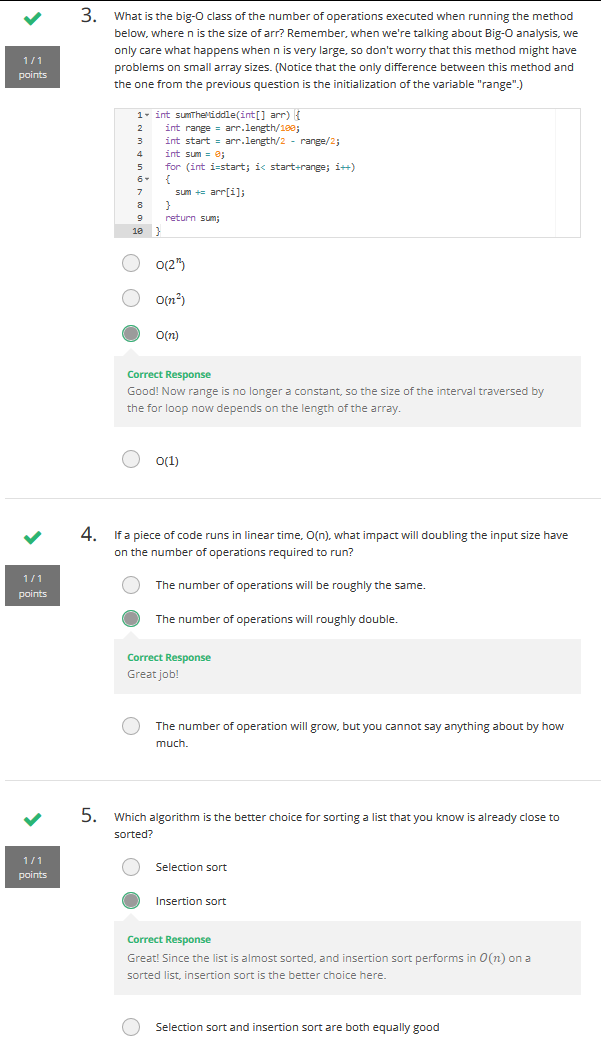 3. What is the big-O class of the number of operations executed when running the method
below, where n is the size of arr? Remember, when we're talking about Big-O analysis, we
only care what happens when n is very large, so don't worry that this method might have
problems on small array sizes. (Notice that the only difference between this method and
the one from the previous question is the initialization of the variable "range".)
1 / 1
points
1 int sumTheMiddle(int[] arr) {
2 int range = arr.length/100;
3 int start = arr.length/2 - range/2;
4 int sum = 0;
5 for (int i=start; i< start+range; i++)
6 {
7 sum += arr[i];
8 }
9 return sum;
10 }
O(2ⁿ)
O(n²)
O(n)
Correct Response
Good! Now range is no longer a constant, so the size of the interval traversed by
the for loop now depends on the length of the array.
O(1)
4. If a piece of code runs in linear time, O(n), what impact will doubling the input size have
on the number of operations required to run?
1 / 1
points
The number of operations will be roughly the same.
The number of operations will roughly double.
Correct Response
Great job!
The number of operation will grow, but you cannot say anything about by how
much.
5. Which algorithm is the better choice for sorting a list that you know is already close to
sorted?
1 / 1
points
Selection sort
Insertion sort
Correct Response
Great! Since the list is almost sorted, and insertion sort performs in O(n) on a
sorted list, insertion sort is the better choice here.
Selection sort and insertion sort are both equally good